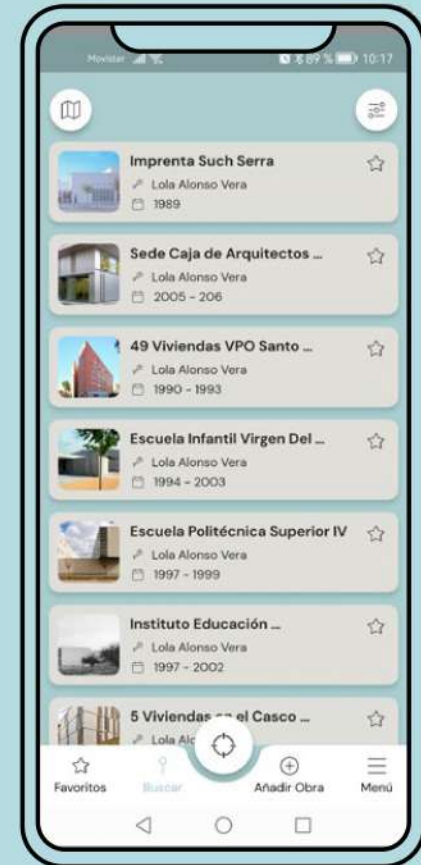 Movistar 89 % 10:17
Imprenta Such Serra
Lola Alonso Vera
1989
Sede Caja de Arquitectos ...
Lola Alonso Vera
2005 - 206
49 Viviendas VPO Santo ...
Lola Alonso Vera
1990 - 1993
Escuela Infantil Virgen Del ...
Lola Alonso Vera
1994 - 2003
Escuela Politécnica Superior IV
Lola Alonso Vera
1997 - 1999
Instituto Educación ...
Lola Alonso Vera
1997 - 2002
5 Viviendas en el Casco ...
Lola Alo
Favoritos Buscar Añadir Obra Menú